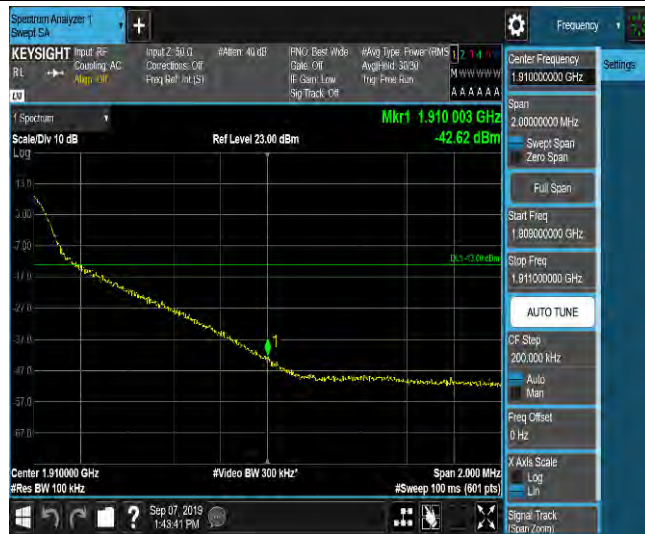 Spectrum Analyzer 1
Swept SA
Frequency
KEYSIGHT
Input: RF
Coupling: AC
Align: Off
Input Z: 50 Ω
Corrections: Off
Freq Ref: Int (S)
#Atten: 40 dB
PNO: Best Wide
Gate: Off
IF Gain: Low
Sig Track: Off
#Avg Type: Power (RMS
Avg|Hold: 30/30
Trig: Free Run
M W W W W W
A A A A A A
RL
LV
1 Spectrum
Scale/Div 10 dB
Log
Ref Level 23.00 dBm
Mkr1 1.910 003 GHz
-42.62 dBm
13.0
3.00
-7.00
DL1 -13.00 dBm
-17.0
-27.0
-37.0
-47.0
-57.0
-67.0
1
Center 1.910000 GHz
#Res BW 100 kHz
#Video BW 300 kHz*
Span 2.000 MHz
#Sweep 100 ms (601 pts)
Sep 07, 2019
1:43:41 PM
Center Frequency
1.910000000 GHz
Settings
Span
2.00000000 MHz
Swept Span
Zero Span
Full Span
Start Freq
1.909000000 GHz
Stop Freq
1.911000000 GHz
AUTO TUNE
CF Step
200.000 kHz
Auto
Man
Freq Offset
0 Hz
X Axis Scale
Log
Lin
Signal Track
(Span Zoom)